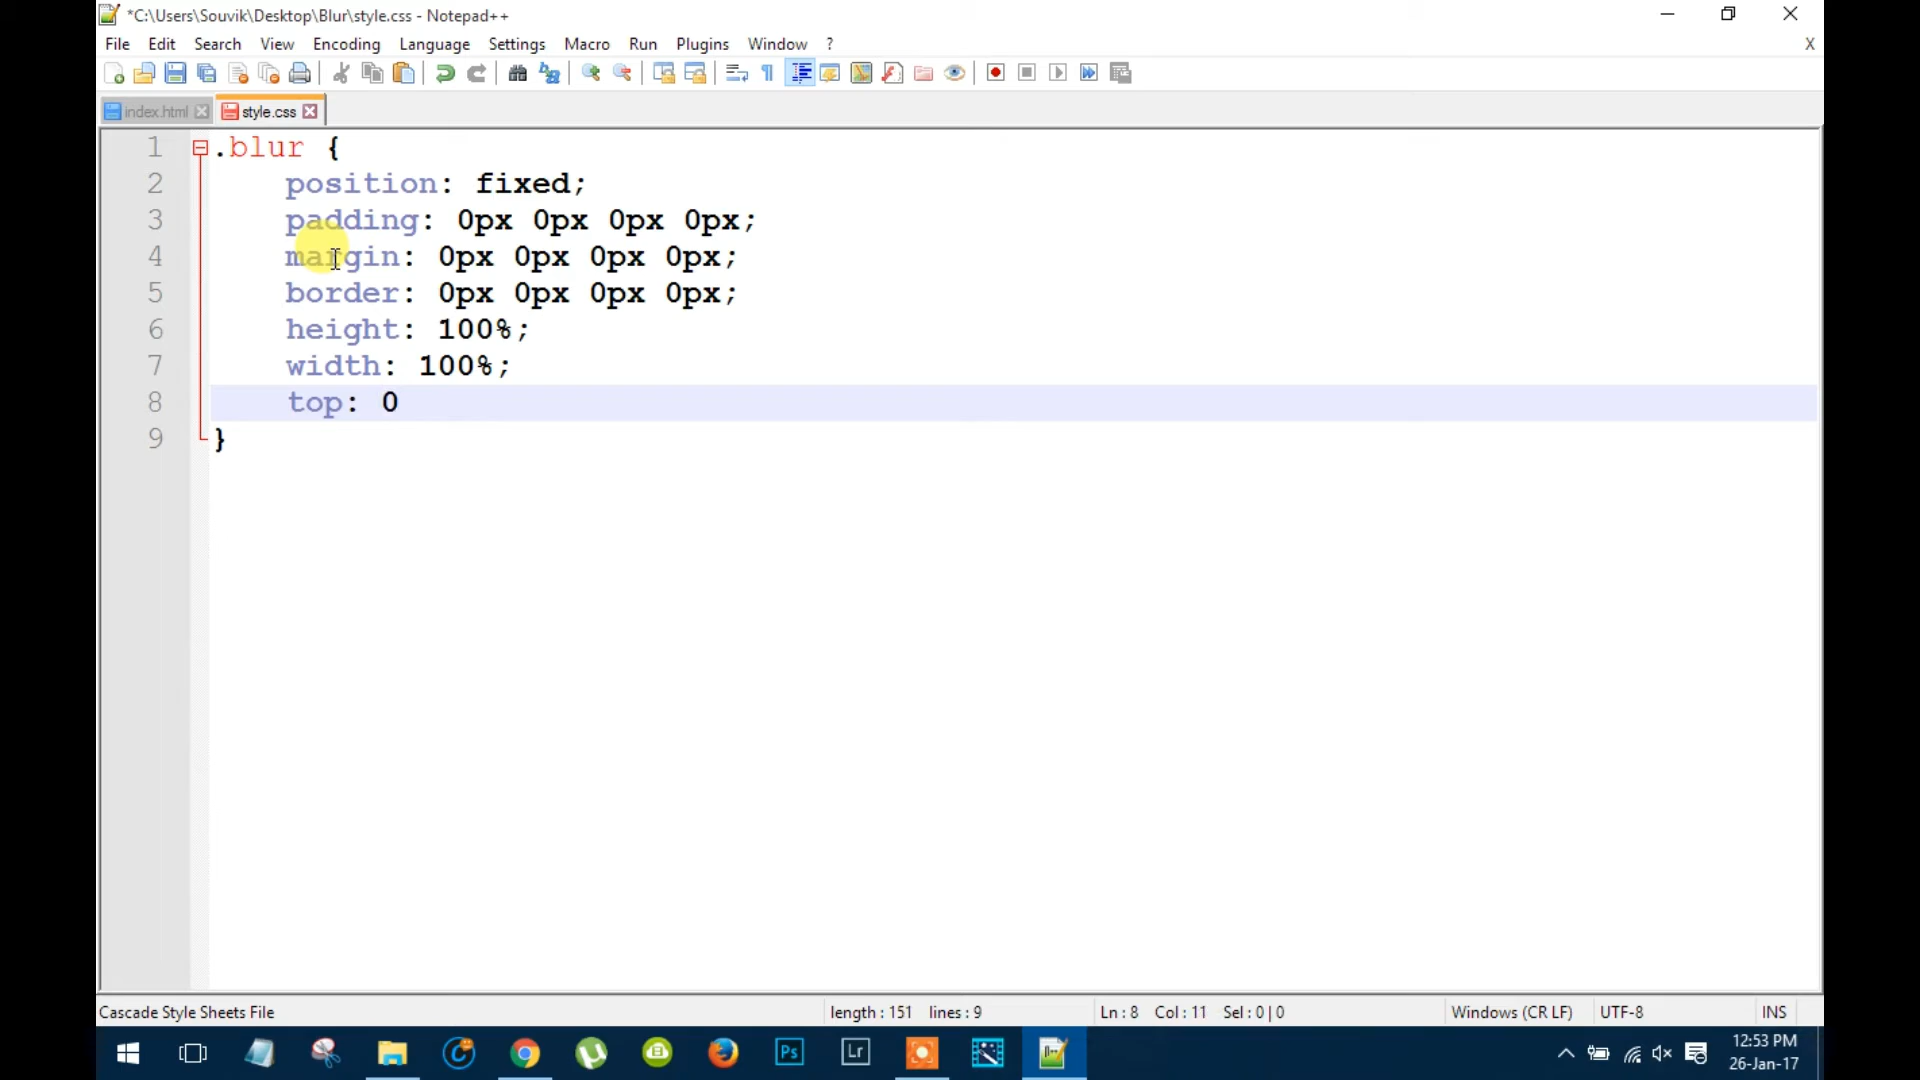 *C:\Users\Souvik\Desktop\Blur\style.css - Notepad++
File Edit Search View Encoding Language Settings Macro Run Plugins Window ? X
index.html style.css
1 .blur {
2 position: fixed;
3 padding: 0px 0px 0px 0px;
4 margin: 0px 0px 0px 0px;
5 border: 0px 0px 0px 0px;
6 height: 100%;
7 width: 100%;
8 top: 0
9 }
Cascade Style Sheets File length : 151 lines : 9 Ln : 8 Col : 11 Sel : 0 | 0 Windows (CR LF) UTF-8 INS
Ps Lr 12:53 PM
26-Jan-17